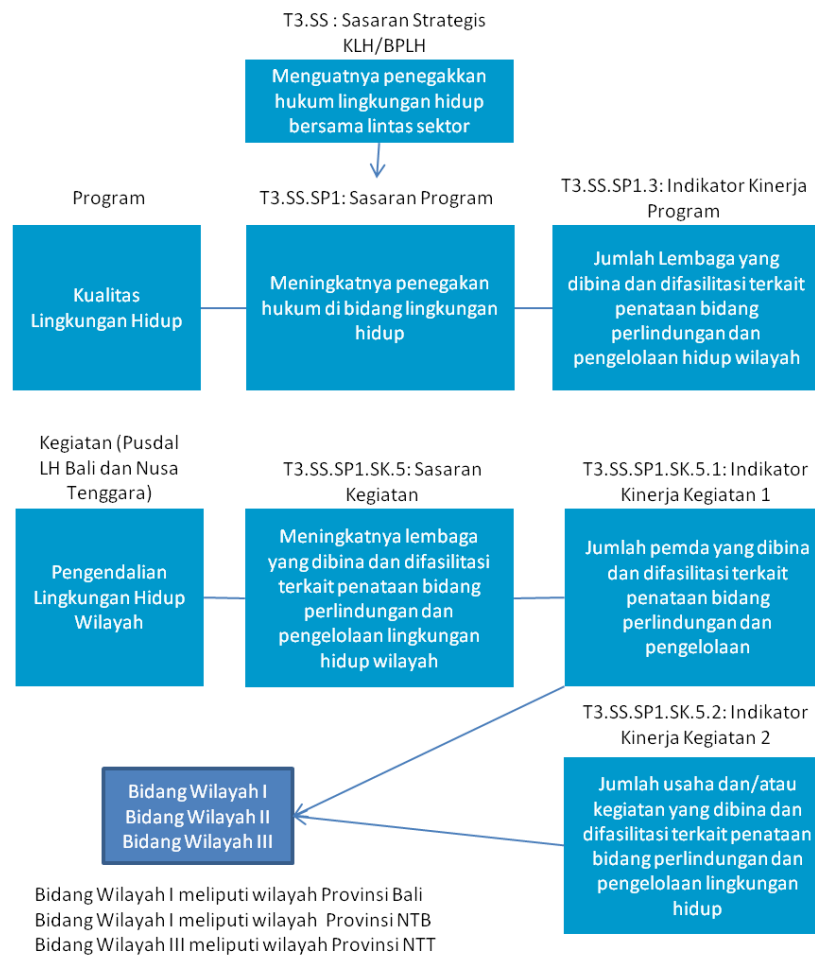 T3.SS : Sasaran Strategis
KLH/BPLH
Menguatnya penegakkan
hukum lingkungan hidup
bersama lintas sektor
Program
T3.SS.SP1: Sasaran Program
T3.SS.SP1.3: Indikator Kinerja
Program
Kualitas
Lingkungan Hidup
Meningkatnya penegakan
hukum di bidang lingkungan
hidup
Jumlah Lembaga yang
dibina dan difasilitasi terkait
penataan bidang
perlindungan dan
pengelolaan hidup wilayah
Kegiatan (Pusdal
LH Bali dan Nusa
Tenggara)
T3.SS.SP1.SK.5: Sasaran
Kegiatan
T3.SS.SP1.SK.5.1: Indikator
Kinerja Kegiatan 1
Pengendalian
Lingkungan Hidup
Wilayah
Meningkatnya lembaga
yang dibina dan difasilitasi
terkait penataan bidang
perlindungan dan
pengelolaan lingkungan
hidup wilayah
Jumlah pemda yang dibina
dan difasilitasi terkait
penataan bidang
perlindungan dan
pengelolaan
T3.SS.SP1.SK.5.2: Indikator
Kinerja Kegiatan 2
Bidang Wilayah I
Bidang Wilayah II
Bidang Wilayah III
Jumlah usaha dan/atau
kegiatan yang dibina dan
difasilitasi terkait penataan
bidang perlindungan dan
pengelolaan lingkungan
hidup
Bidang Wilayah I meliputi wilayah Provinsi Bali
Bidang Wilayah I meliputi wilayah  Provinsi NTB
Bidang Wilayah III meliputi wilayah Provinsi NTT